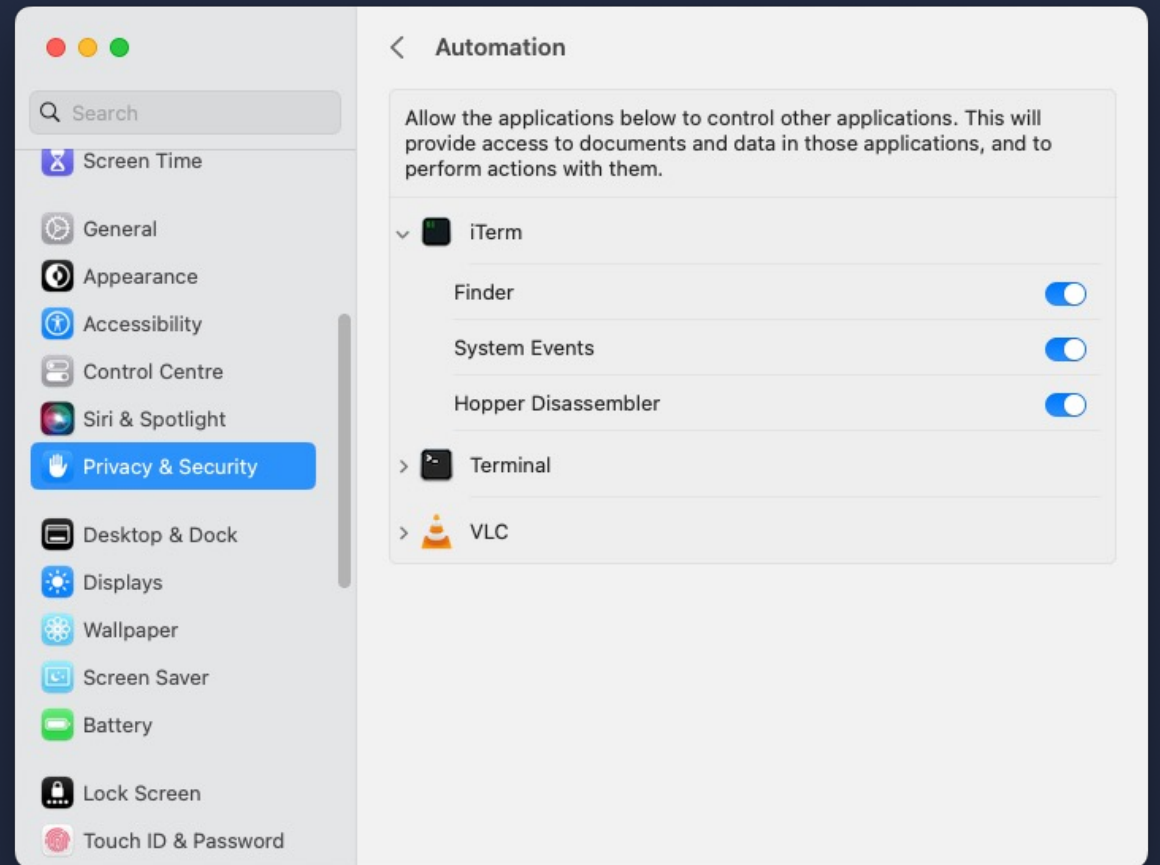 Automation
Search
Screen Time
General
Appearance
Accessibility
Control Centre
Siri & Spotlight
Privacy & Security
Desktop & Dock
Displays
Wallpaper
Screen Saver
Battery
Lock Screen
Touch ID & Password
Allow the applications below to control other applications. This will
provide access to documents and data in those applications, and to
perform actions with them.
iTerm
Finder
System Events
Hopper Disassembler
Terminal
VLC